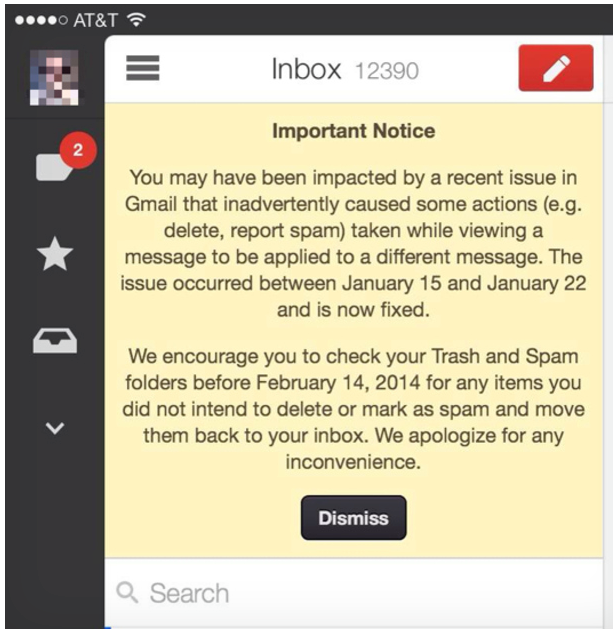 AT&T
Inbox 12390
2
Important Notice
You may have been impacted by a recent issue in
Gmail that inadvertently caused some actions (e.g.
delete, report spam) taken while viewing a
message to be applied to a different message. The
issue occurred between January 15 and January 22
and is now fixed.
We encourage you to check your Trash and Spam
folders before February 14, 2014 for any items you
did not intend to delete or mark as spam and move
them back to your inbox. We apologize for any
inconvenience.
Dismiss
Search